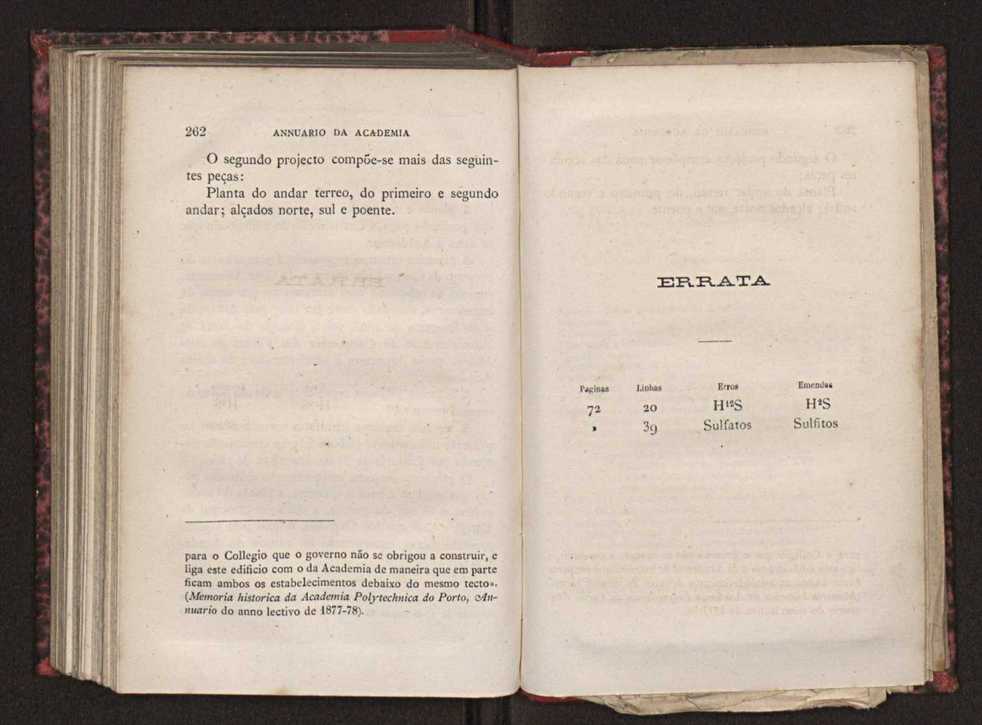 262 ANNUARIO DA ACADEMIA
O segundo projecto compõe-se mais das seguin-
tes peças:
Planta do andar terreo, do primeiro e segundo
andar; alçados norte, sul e poente.
para o Collegio que o governo não se obrigou a construir, e
liga este edificio com o da Academia de maneira que em parte
ficam ambos os estabelecimentos debaixo do mesmo tecto».
(Memoria historica da Academia Polytechnica do Porto, An-
nuario do anno lectivo de 1877-78).
ERRATA
Paginas Linhas Erros Emendas
72 20 H¹²S H²S
» 39 Sulfatos Sulfitos